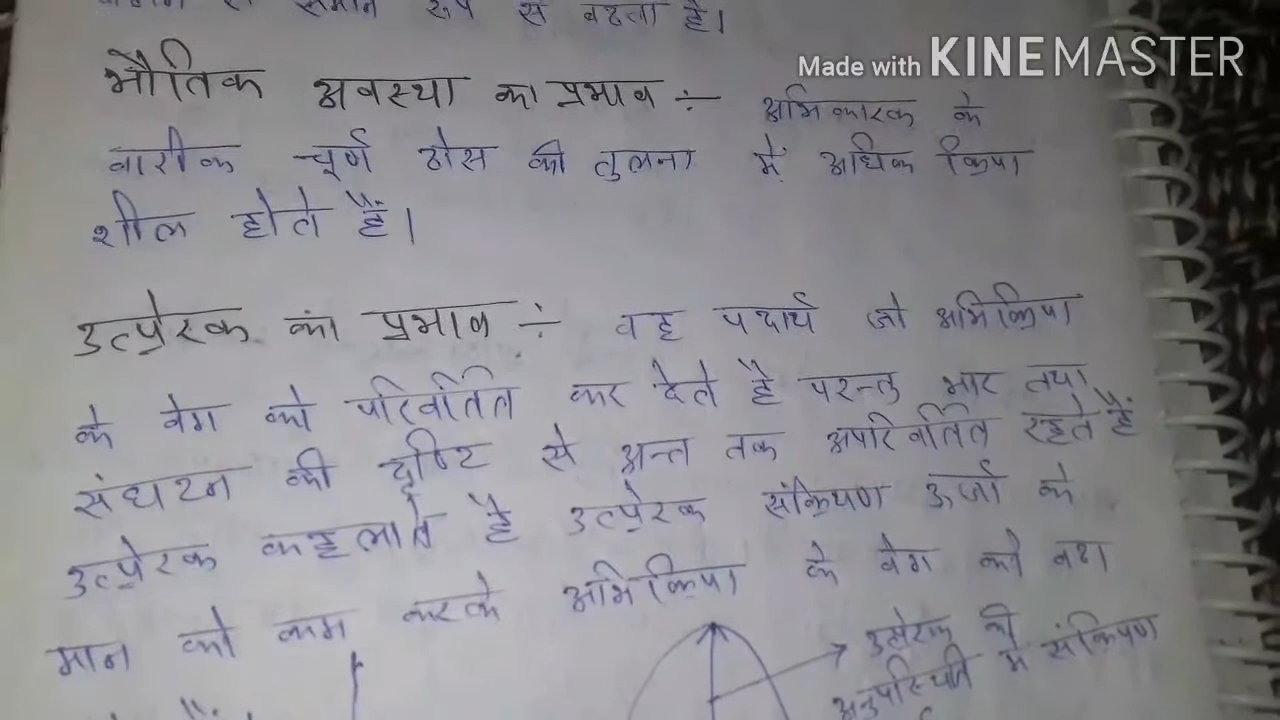 समान रूप से बढता है।
Made with KINEMASTER
भौतिक अवस्था का प्रभाव :- अभिकारक के
बारीक चूर्ण ठोस की तुलना में अधिक क्रिया
शील होते हैं।
उत्प्रेरक का प्रभाव :- वह पदार्थ जो अभिक्रिया
के वेग को परिवर्तित कर देते है परन्तु भार तथा
संघटन की दृष्टि से अन्त तक अपरिवर्तित रहते हैं
उत्प्रेरक कहलाते है उत्प्रेरक संक्रियण ऊर्जा के
मान को कम करके अभिक्रिया के वेग को बढा
उत्प्रेरक की
अनुपस्थिती में संक्रियण